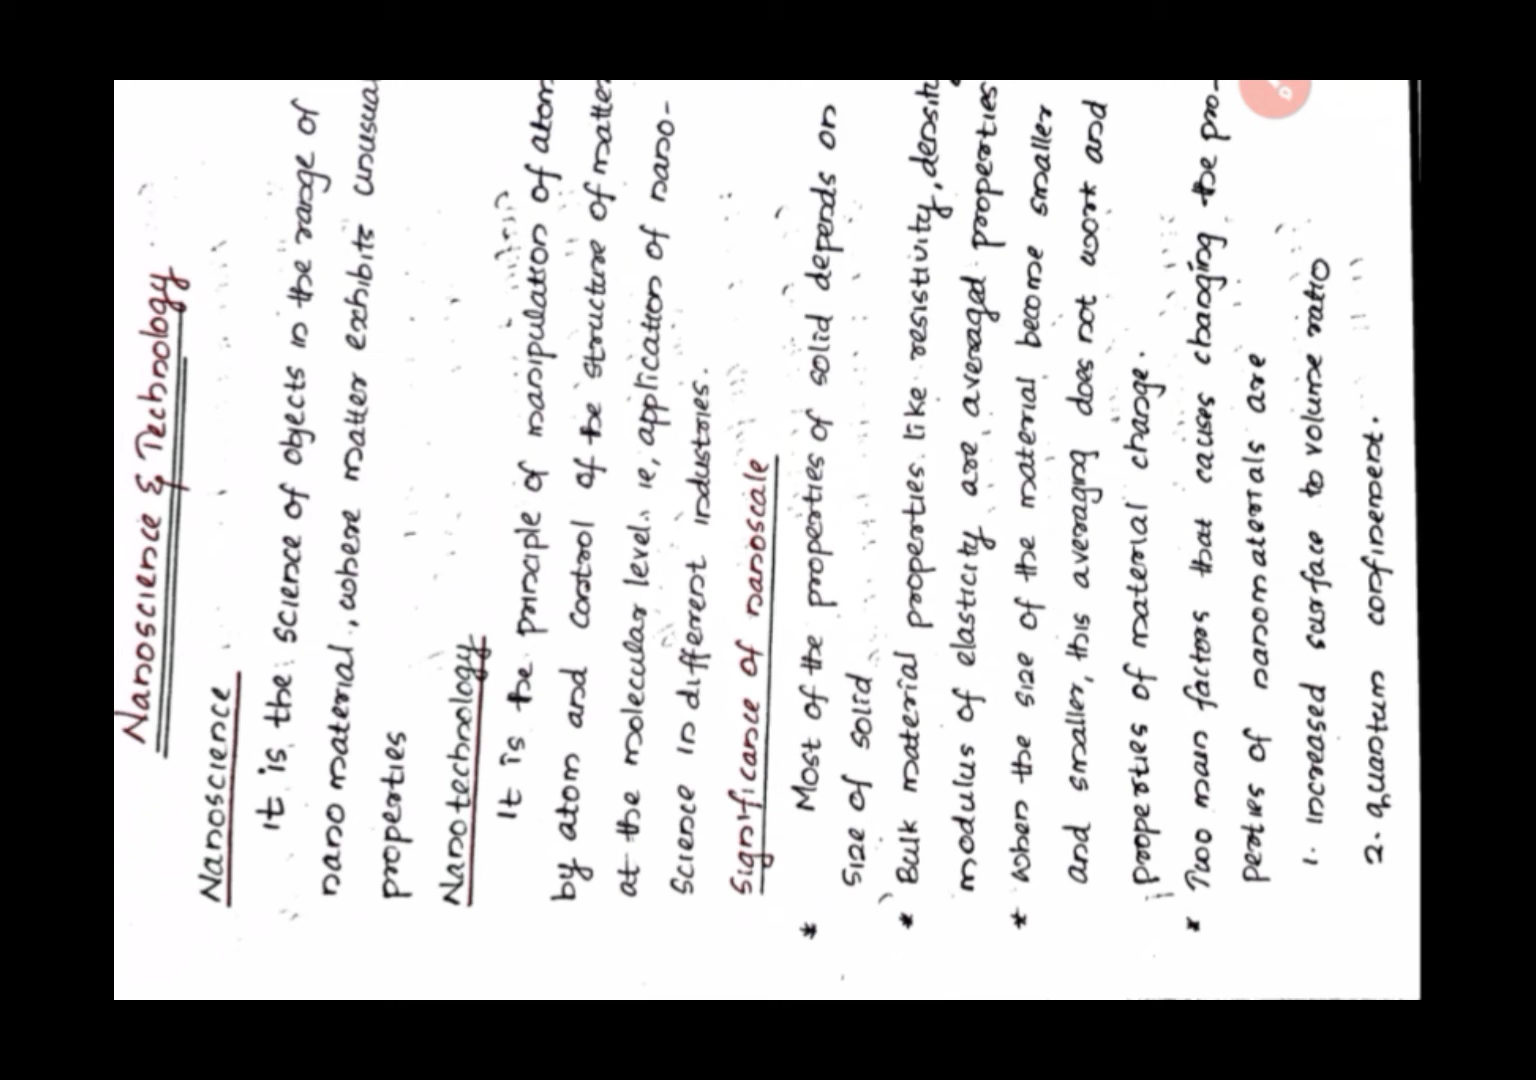 Nanoscience & Technology
Nanoscience
It is the science of objects in the range of
nano material, where matter exhibits unusua
properties
Nanotechnology
It is the principle of manipulation of atom
by atom and control of the structure of matte
at the molecular level. ie, application of nano-
science in different industries.
Significance of nanoscale
* Most of the properties of solid depends on
size of solid
* Bulk material properties like resistivity, densit
modulus of elasticity are averaged properties
* when the size of the material become smaller
and smaller, this averaging does not work and
properties of material change.
* Two main factors that causes changing the pro-
perties of nanomaterials are
1. increased surface to volume ratio
2. quantum confinement.